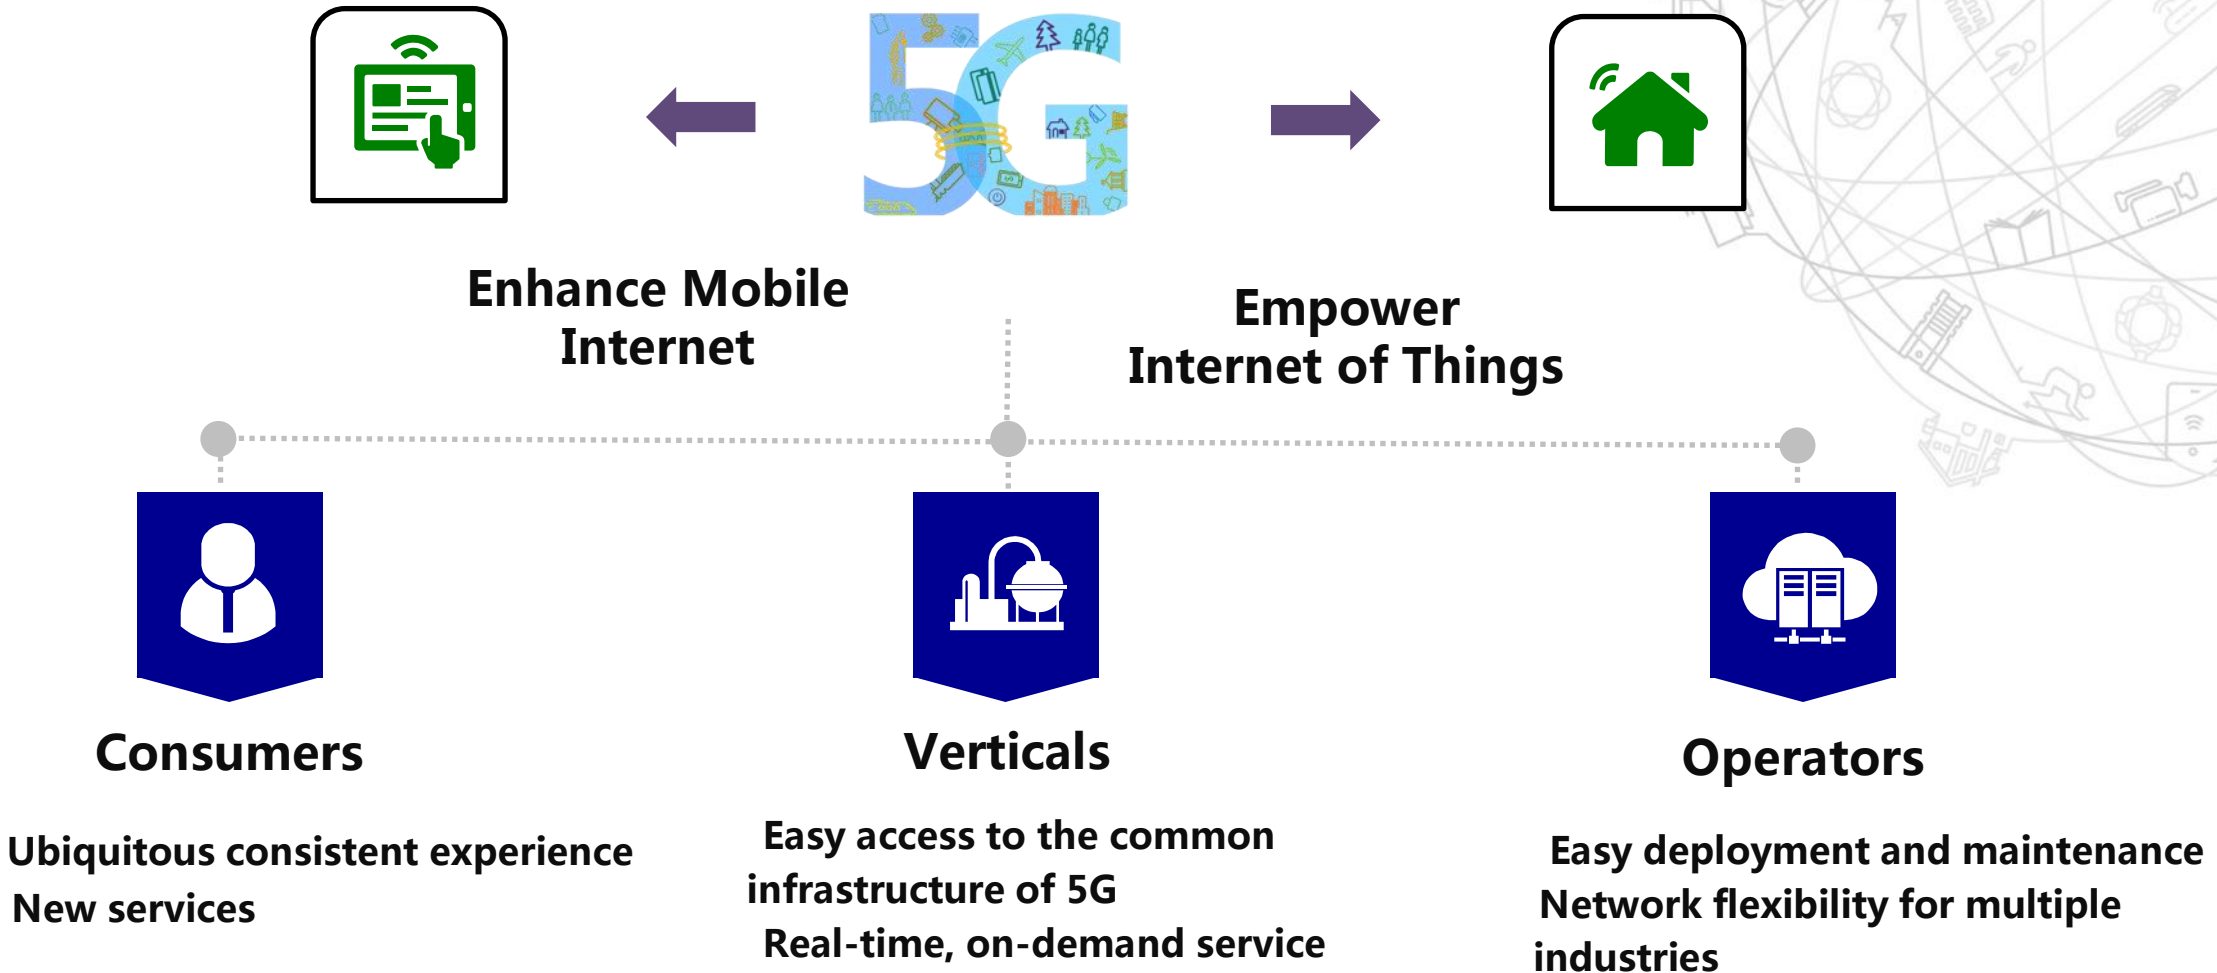 5G
Enhance Mobile
Internet
Empower
Internet of Things
Consumers
Ubiquitous consistent experience
New services
Verticals
Easy access to the common
infrastructure of 5G
Real-time, on-demand service
Operators
Easy deployment and maintenance
Network flexibility for multiple
industries